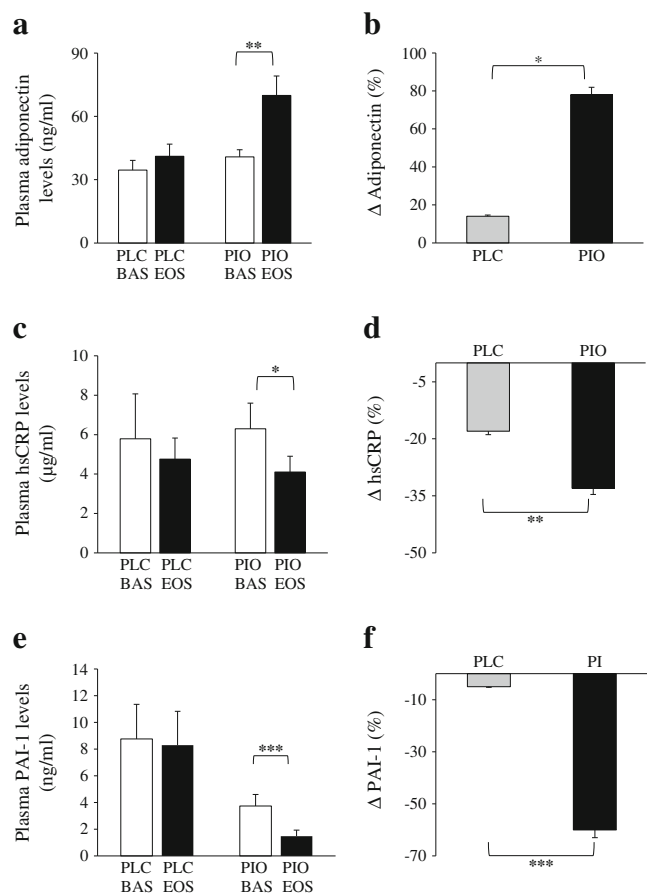 a
Plasma adiponectin
levels (ng/ml)
90
60
30
0
**
PLC PLC PIO PIO
BAS EOS BAS EOS
b
Δ Adiponectin (%)
100
80
60
40
20
0
*
PLC PIO
c
Plasma hsCRP levels
(µg/ml)
10
8
6
4
2
0
*
PLC PLC PIO PIO
BAS EOS BAS EOS
d
PLC PIO
Δ hsCRP (%)
-5
-20
-35
-50
**
e
Plasma PAI-1 levels
(ng/ml)
14
12
10
8
6
4
2
0
***
PLC PLC PIO PIO
BAS EOS BAS EOS
f
PLC PI
Δ PAI-1 (%)
-10
-30
-50
-70
***